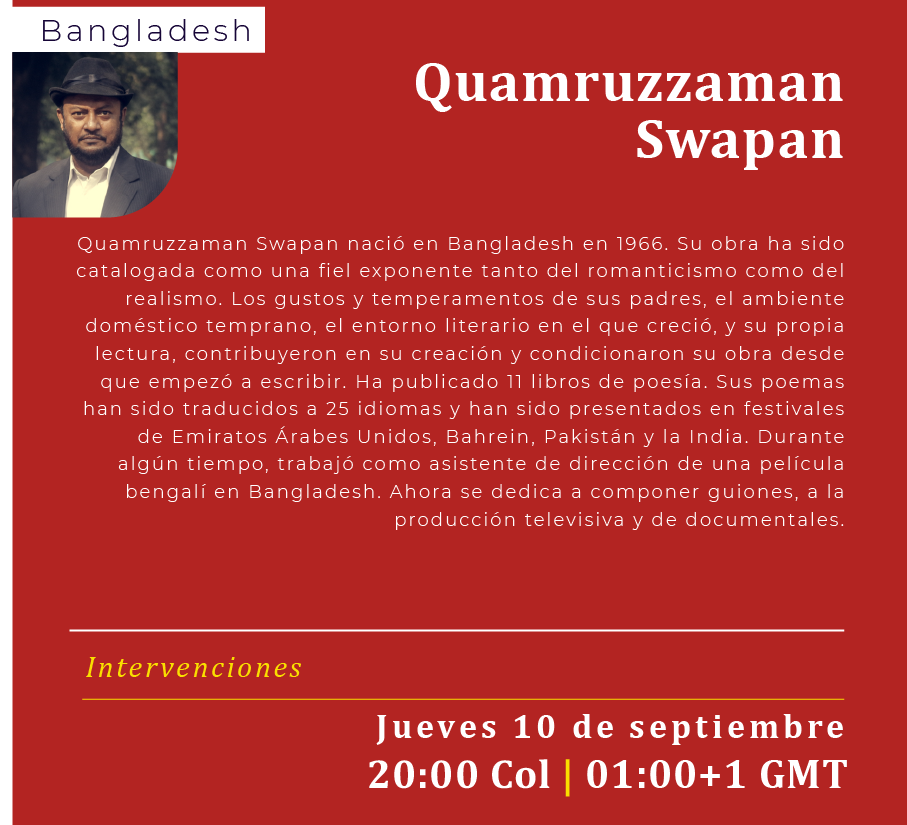 Bangladesh
Quamruzzaman
Swapan
Quamruzzaman Swapan nació en Bangladesh en 1966. Su obra ha sido
catalogada como una fiel exponente tanto del romanticismo como del
realismo. Los gustos y temperamentos de sus padres, el ambiente
doméstico temprano, el entorno literario en el que creció, y su propia
lectura, contribuyeron en su creación y condicionaron su obra desde
que empezó a escribir. Ha publicado 11 libros de poesía. Sus poemas
han sido traducidos a 25 idiomas y han sido presentados en festivales
de Emiratos Árabes Unidos, Bahrein, Pakistán y la India. Durante
algún tiempo, trabajó como asistente de dirección de una película
bengalí en Bangladesh. Ahora se dedica a componer guiones, a la
producción televisiva y de documentales.
Intervenciones
Jueves 10 de septiembre
20:00 Col | 01:00+1 GMT